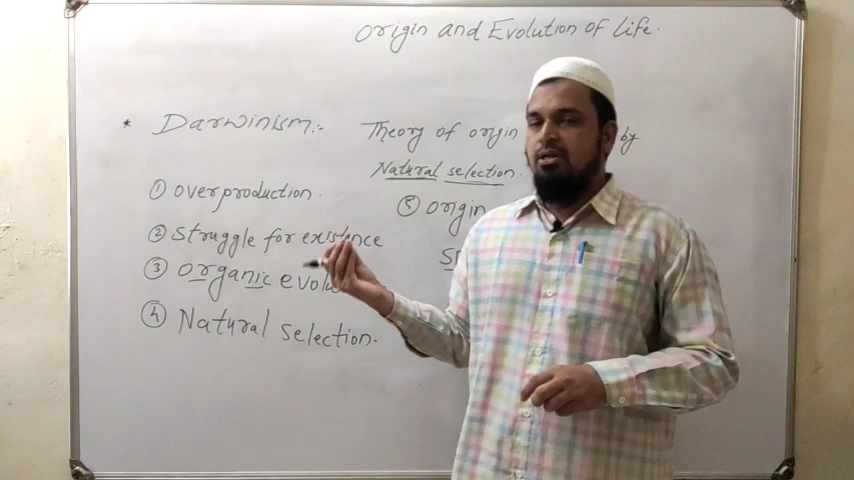 Origin and Evolution of Life.
* Darwinism:- Theory of origin by
Natural selection.
① overproduction.
② Struggle for existence
③ organic evolu
④ Natural selection.
⑤ origin